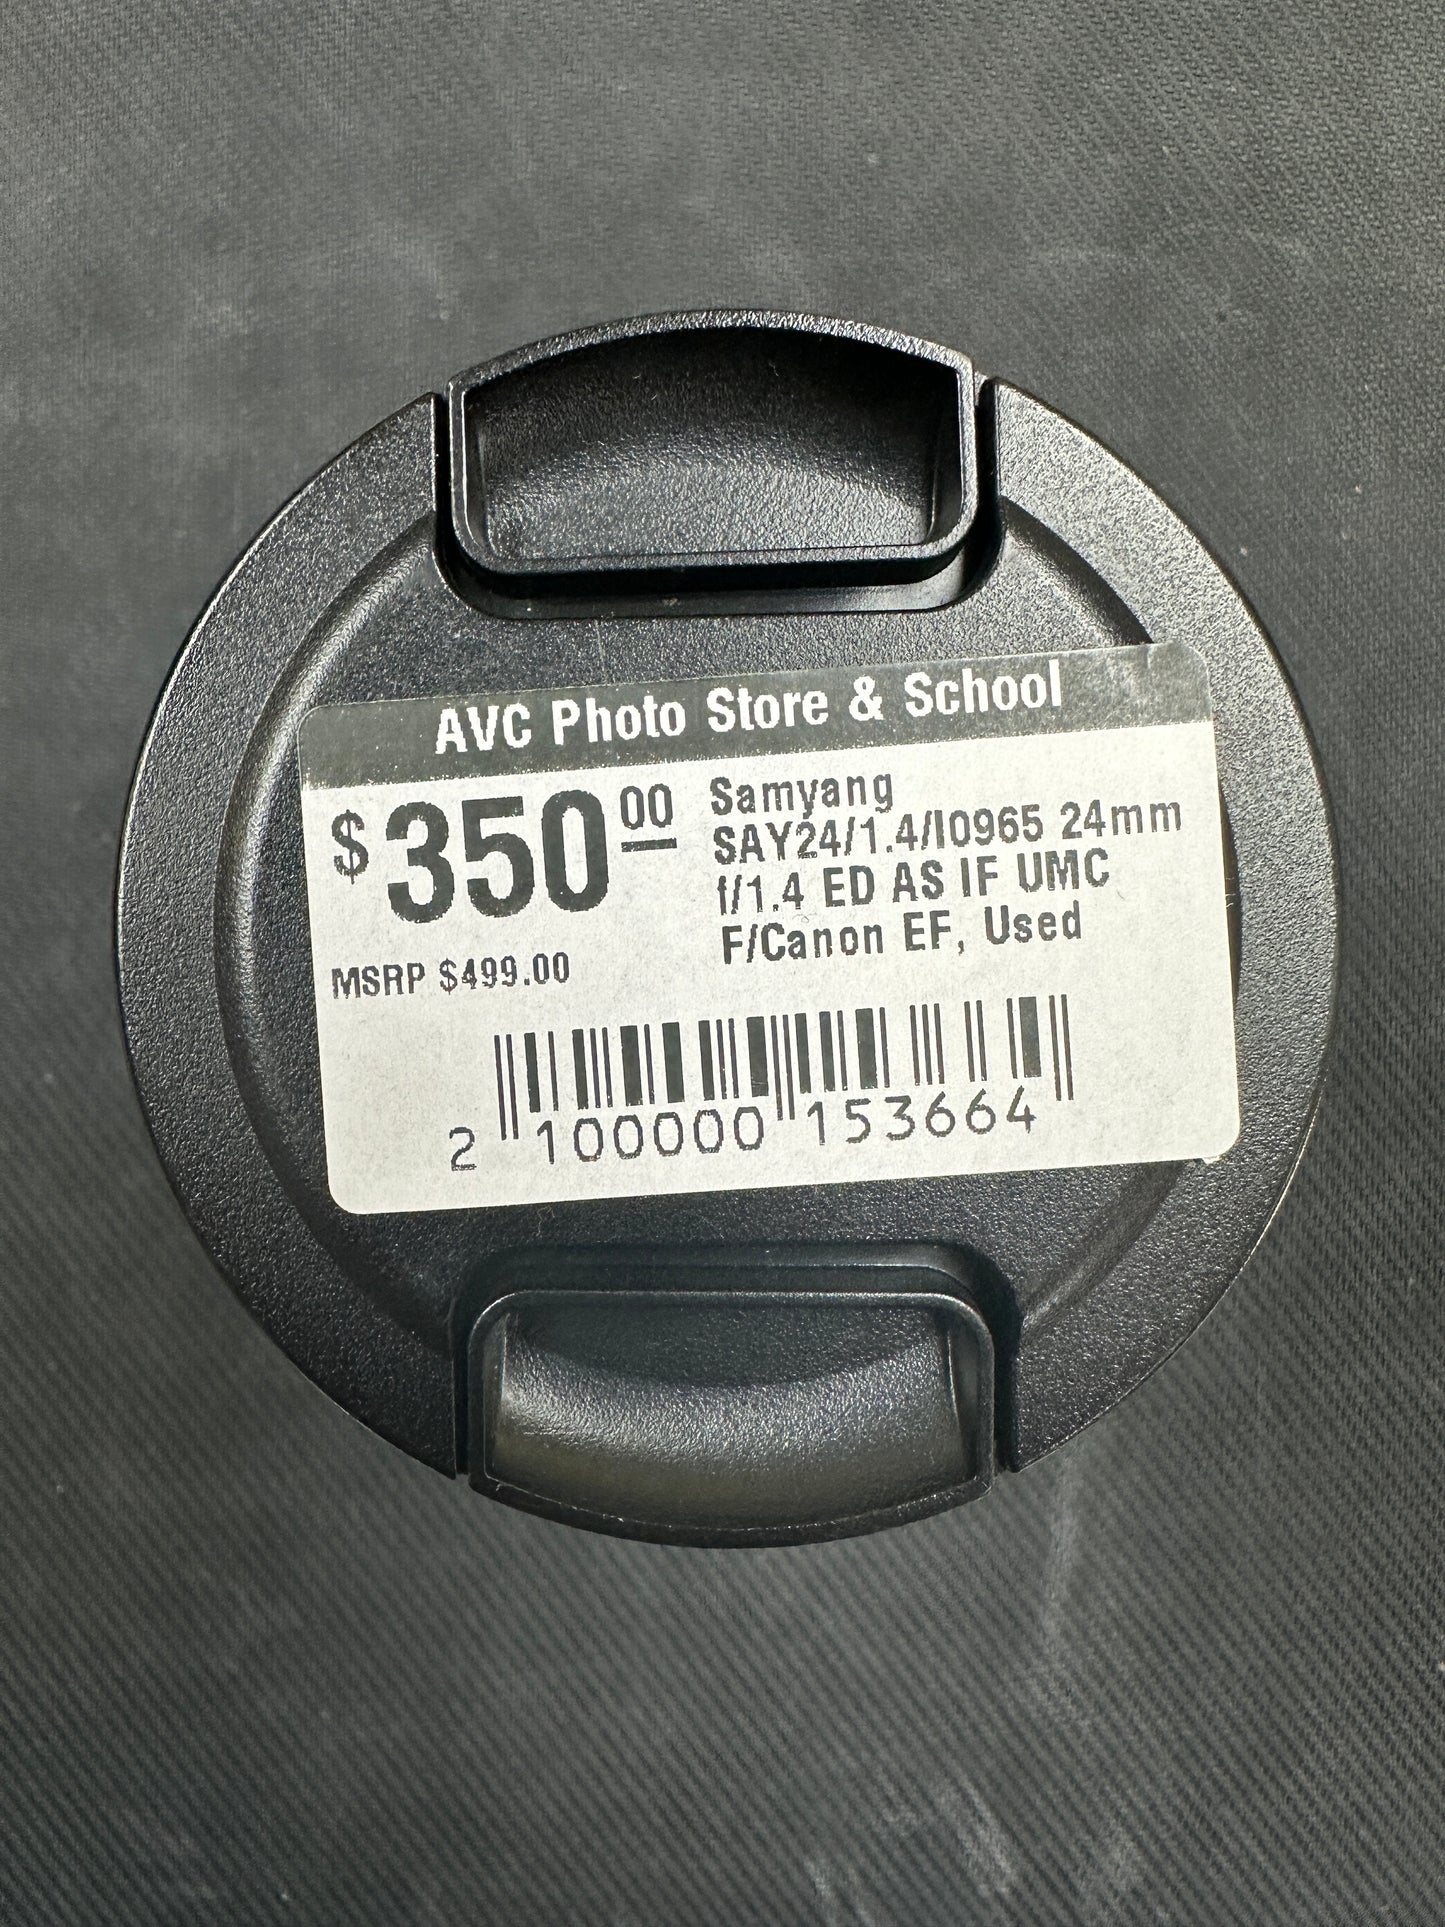 AVC Photo Store & School
$350.00
Samyang
SAY24/1.4/I0965 24mm
f/1.4 ED AS IF UMC
F/Canon EF, Used
MSRP $499.00
2 100000 153664